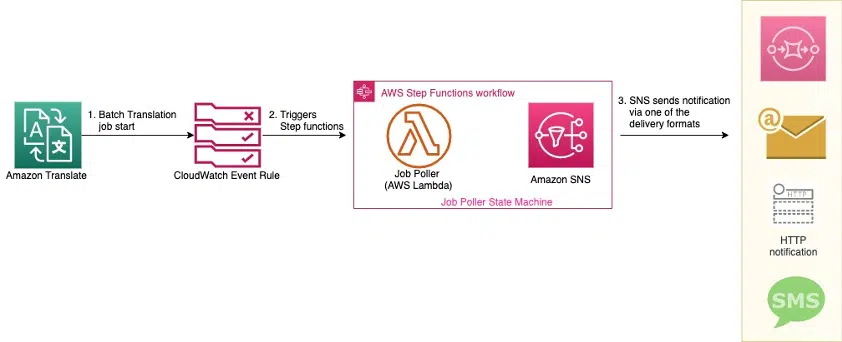 1. Batch Translation
job start
Amazon Translate
A
文
2. Triggers
Step functions
CloudWatch Event Rule
AWS Step Functions workflow
Job Poller
(AWS Lambda)
Amazon SNS
Job Poller State Machine
3. SNS sends notification
via one of the
delivery formats
@
HTTP
HTTP
notification
SMS